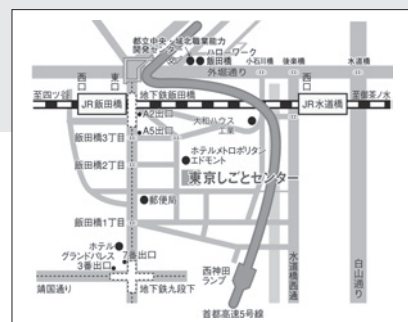 都立中央・城北職業能力
開発センター
ハローワーク
飯田橋
小石川橋
後楽橋
水道橋
外堀通り
西
東
西
至四ツ谷
地下鉄飯田橋
至御茶ノ水
JR飯田橋
JR水道橋
A2出口
大和ハウス
工業
A5出口
飯田橋3丁目
ホテルメトロポリタン
エドモント
飯田橋2丁目
東京しごとセンター
郵便局
飯田橋1丁目
ホテル
グランドパレス
7番出口
3番出口
西神田
ランプ
水道橋西通り
白山通り
靖国通り
地下鉄九段下
首都高速5号線